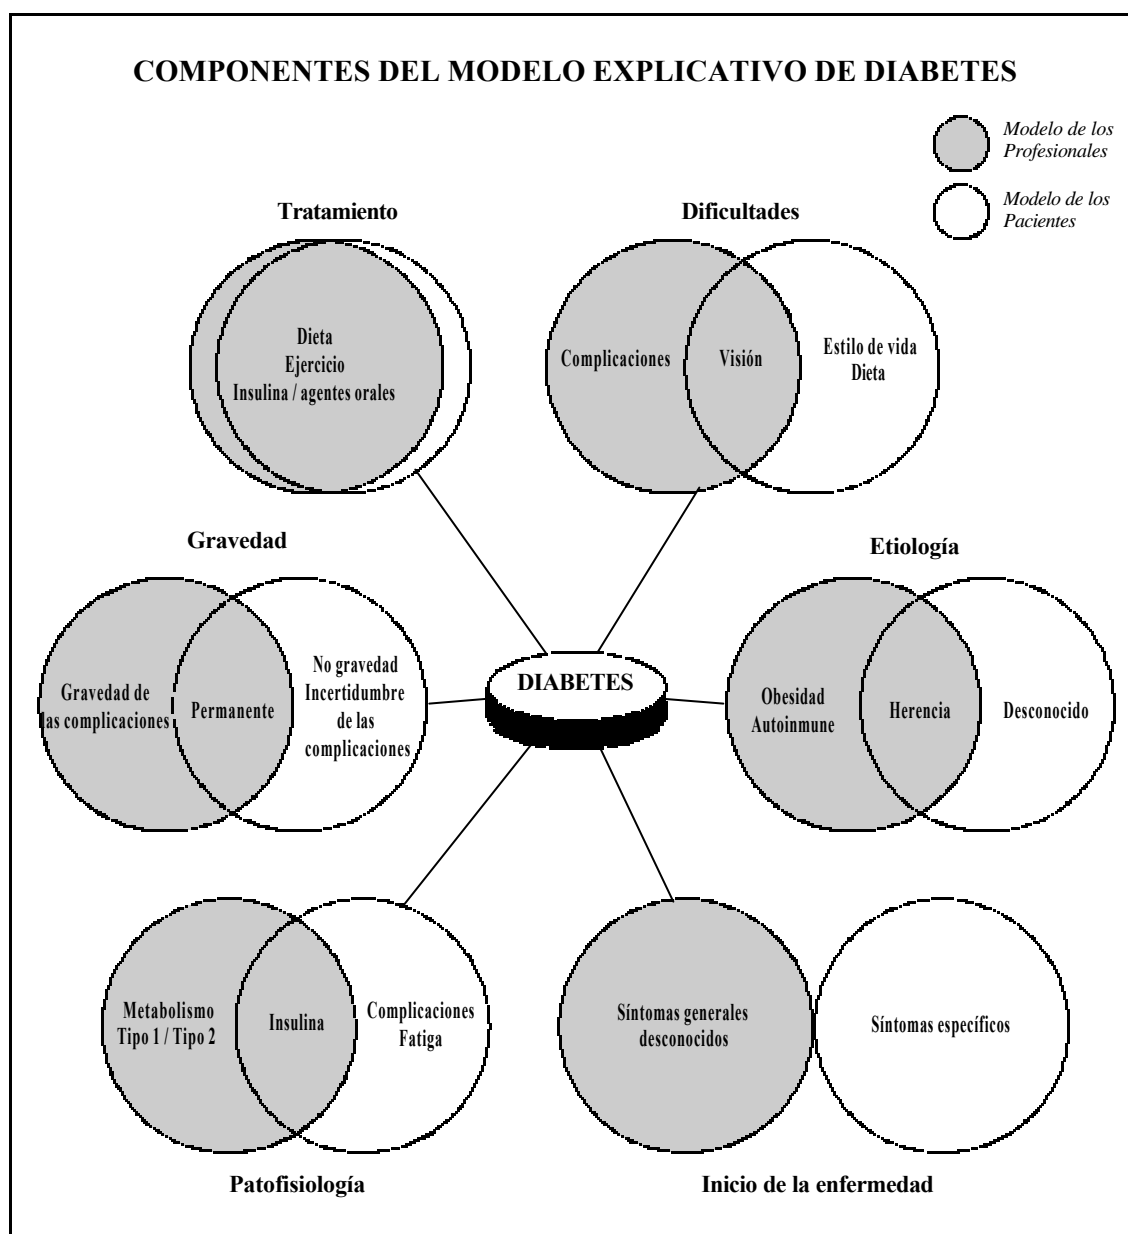 COMPONENTES DEL MODELO EXPLICATIVO DE DIABETES
Modelo de los
Profesionales
Modelo de los
Pacientes
Tratamiento
Dieta
Ejercicio
Insulina / agentes orales
Dificultades
Complicaciones
Visión
Estilo de vida
Dieta
Gravedad
Gravedad de
las complicaciones
Permanente
No gravedad
Incertidumbre
de las
complicaciones
DIABETES
Etiología
Obesidad
Autoinmune
Herencia
Desconocido
Metabolismo
Tipo 1 / Tipo 2
Insulina
Complicaciones
Fatiga
Patofisiología
Síntomas generales
desconocidos
Síntomas específicos
Inicio de la enfermedad